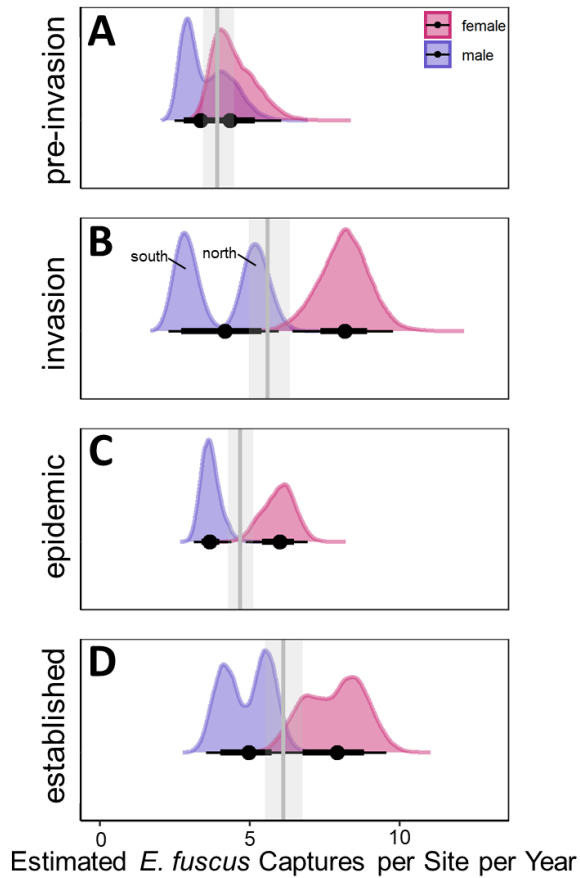 A
female
male
pre-invasion
B
south
north
invasion
C
epidemic
D
established
0 5 10
Estimated E. fuscus Captures per Site per Year